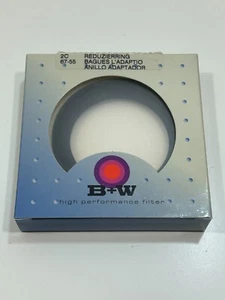 2C REDUZIERRING
67-55 BAGUES L'ADAPTIO
ANILLO ADAPTADOR
B+W
high performance filter